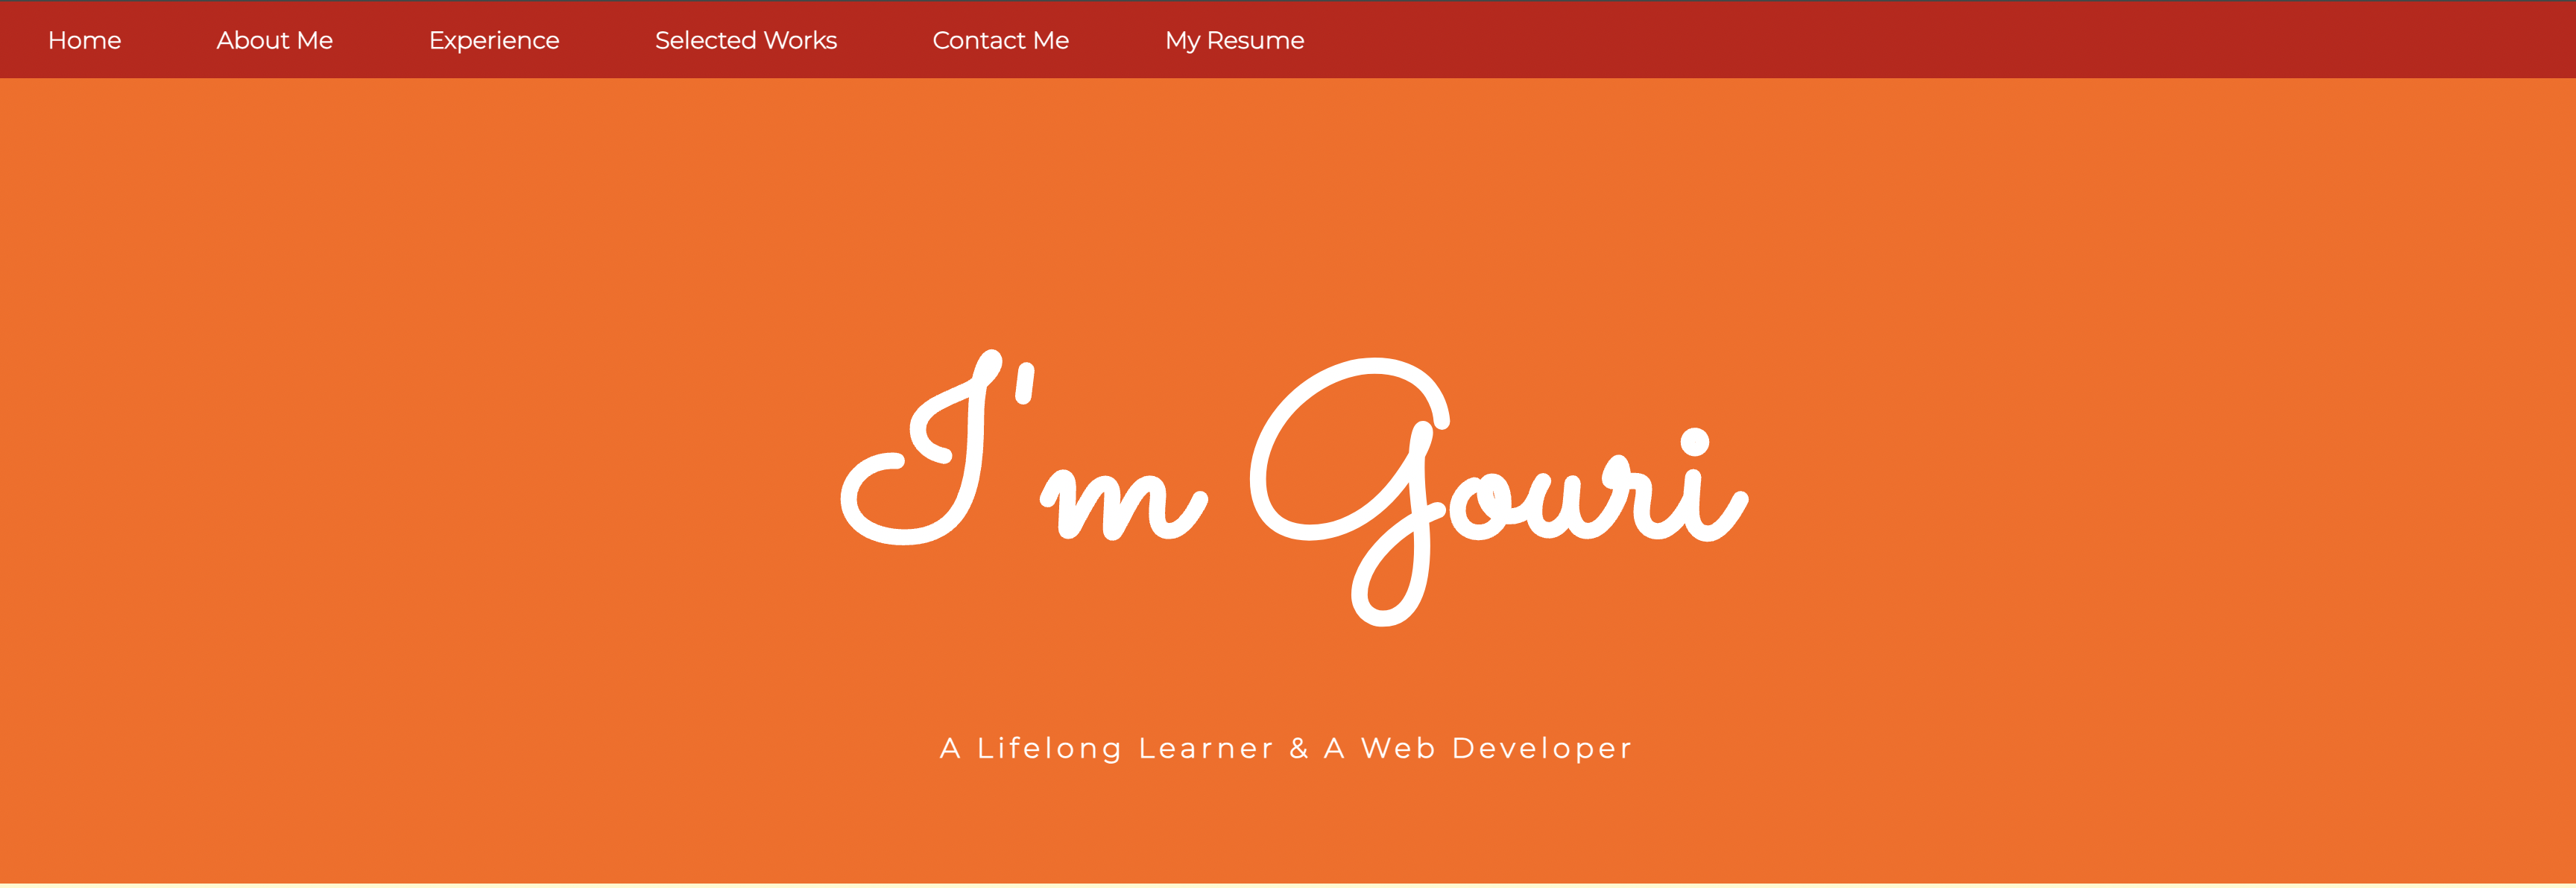 Home About Me Experience Selected Works Contact Me My Resume
I'm Gouri
A Lifelong Learner & A Web Developer